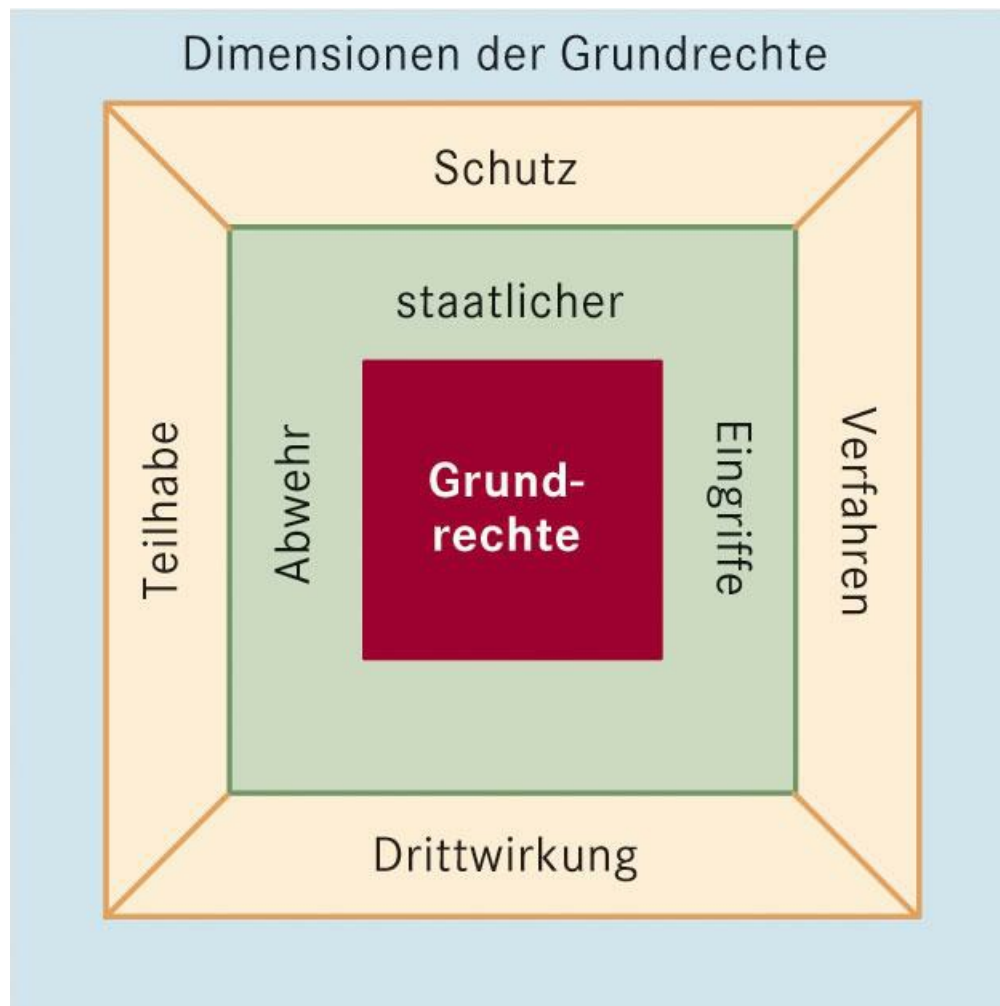 Dimensionen der Grundrechte
Schutz
staatlicher
Teilhabe
Abwehr
Grund-
rechte
Eingriffe
Verfahren
Drittwirkung